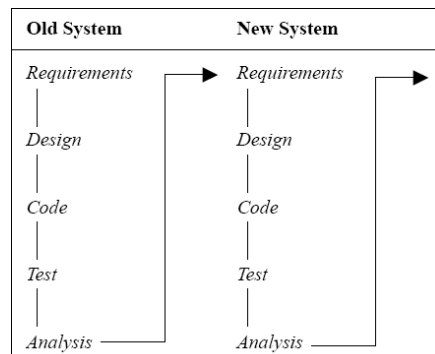 Old System New System
Requirements Requirements
Design Design
Code Code
Test Test
Analysis Analysis